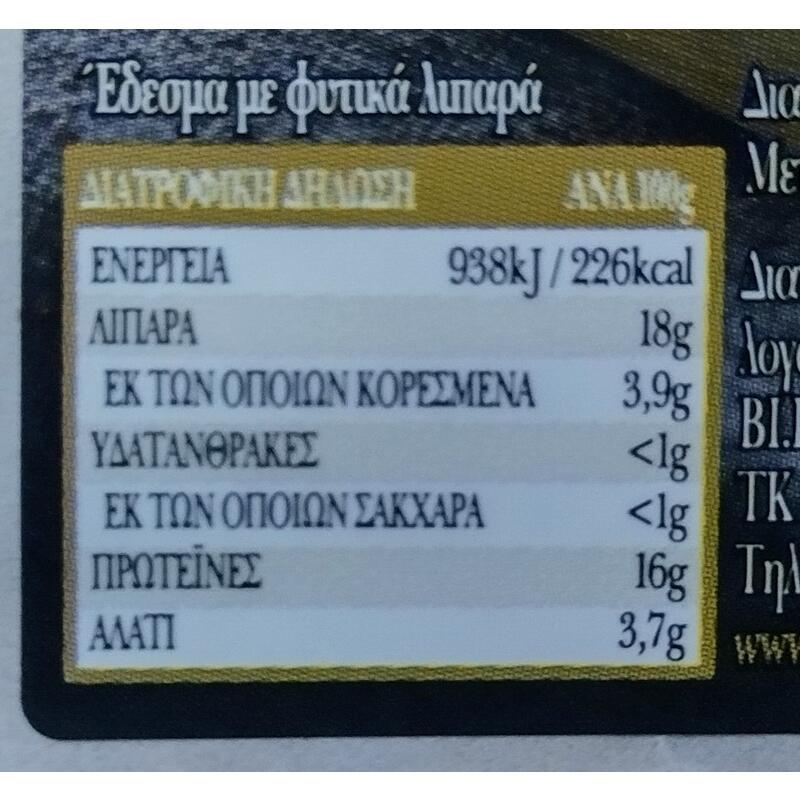 Έδεσμα με φυτικά λιπαρά
ΔΙΑΤΡΟΦΙΚΗ ΔΗΛΩΣΗ ΑΝΑ 100g
ΕΝΕΡΓΕΙΑ 938kJ / 226kcal
ΛΙΠΑΡΑ 18g
ΕΚ ΤΩΝ ΟΠΟΙΩΝ ΚΟΡΕΣΜΕΝΑ 3,9g
ΥΔΑΤΑΝΘΡΑΚΕΣ <1g
ΕΚ ΤΩΝ ΟΠΟΙΩΝ ΣΑΚΧΑΡΑ <1g
ΠΡΩΤΕΪΝΕΣ 16g
ΑΛΑΤΙ 3,7g
ΤΚ
www